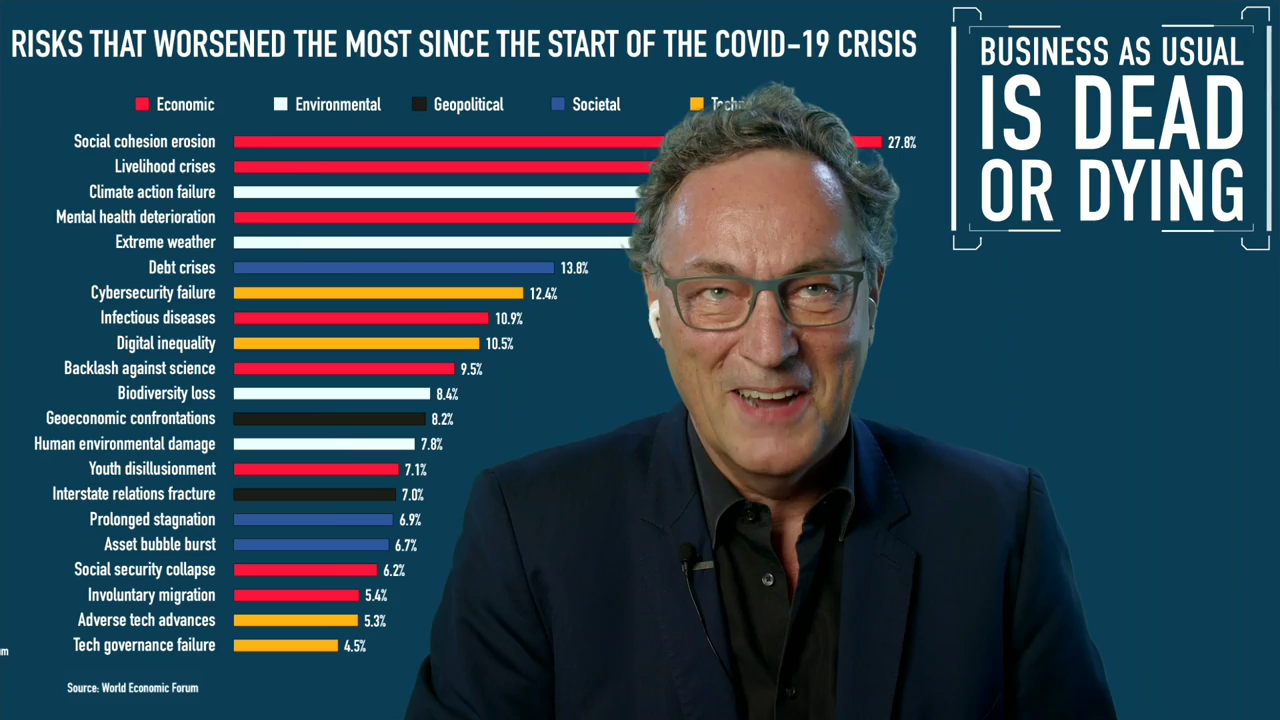 RISKS THAT WORSENED THE MOST SINCE THE START OF THE COVID-19 CRISIS
BUSINESS AS USUAL
IS DEAD
OR DYING
Economic Environmental Geopolitical Societal
Social cohesion erosion 27.8%
Livelihood crises
Climate action failure
Mental health deterioration
Extreme weather
Debt crises 13.8%
Cybersecurity failure 12.4%
Infectious diseases 10.9%
Digital inequality 10.5%
Backlash against science 9.5%
Biodiversity loss 8.4%
Geoeconomic confrontations 8.2%
Human environmental damage 7.8%
Youth disillusionment 7.1%
Interstate relations fracture 7.0%
Prolonged stagnation 6.9%
Asset bubble burst 6.7%
Social security collapse 6.2%
Involuntary migration 5.4%
Adverse tech advances 5.3%
Tech governance failure 4.5%
Source: World Economic Forum